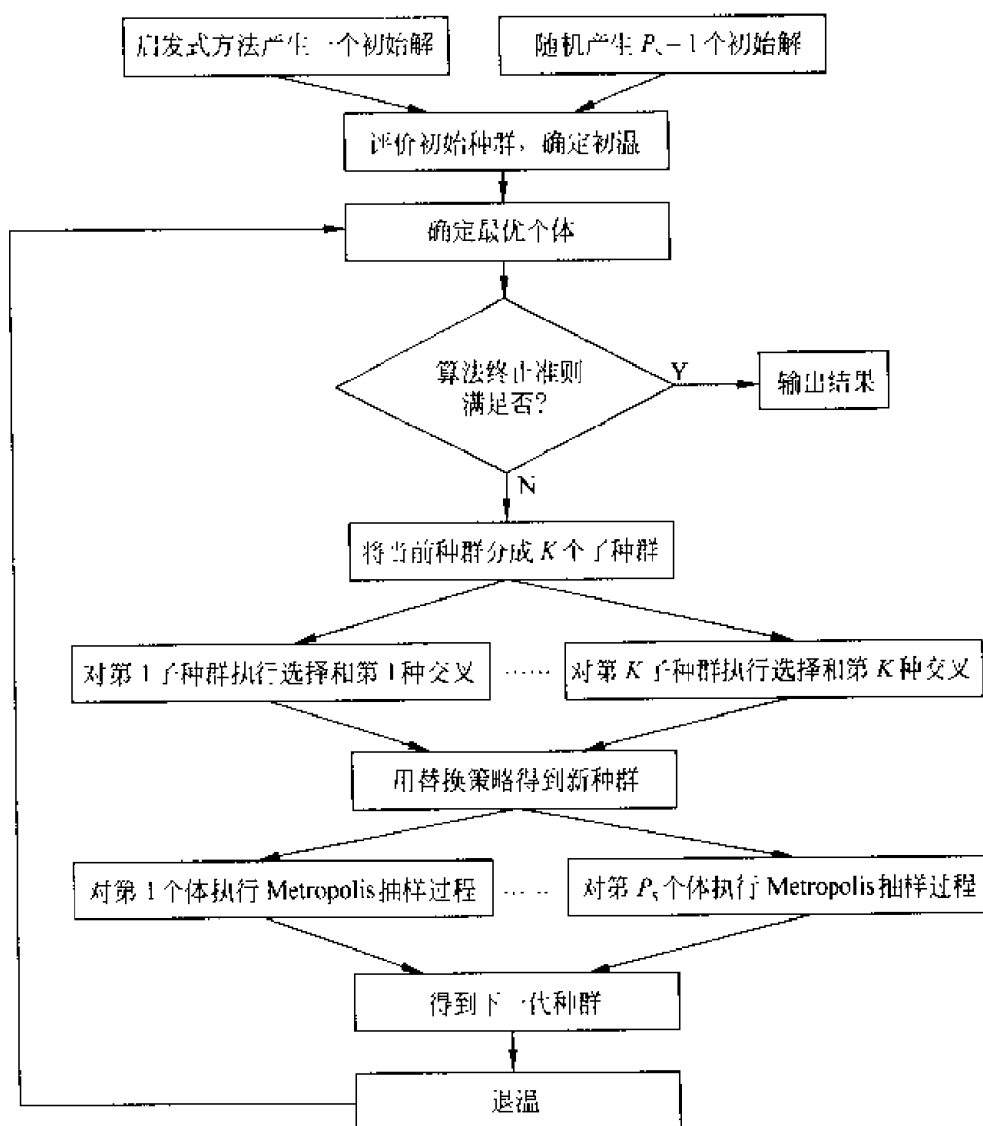 启发式方法产生一个初始解
随机产生 Ps－1 个初始解
评价初始种群，确定初温
确定最优个体
算法终止准则
满足否？
Y
输出结果
N
将当前种群分成 K 个子种群
对第 1 子种群执行选择和第 1 种交叉
……
对第 K 子种群执行选择和第 K 种交叉
用替换策略得到新种群
对第 1 个体执行 Metropolis 抽样过程
……
对第 Ps 个体执行 Metropolis 抽样过程
得到下一代种群
退温